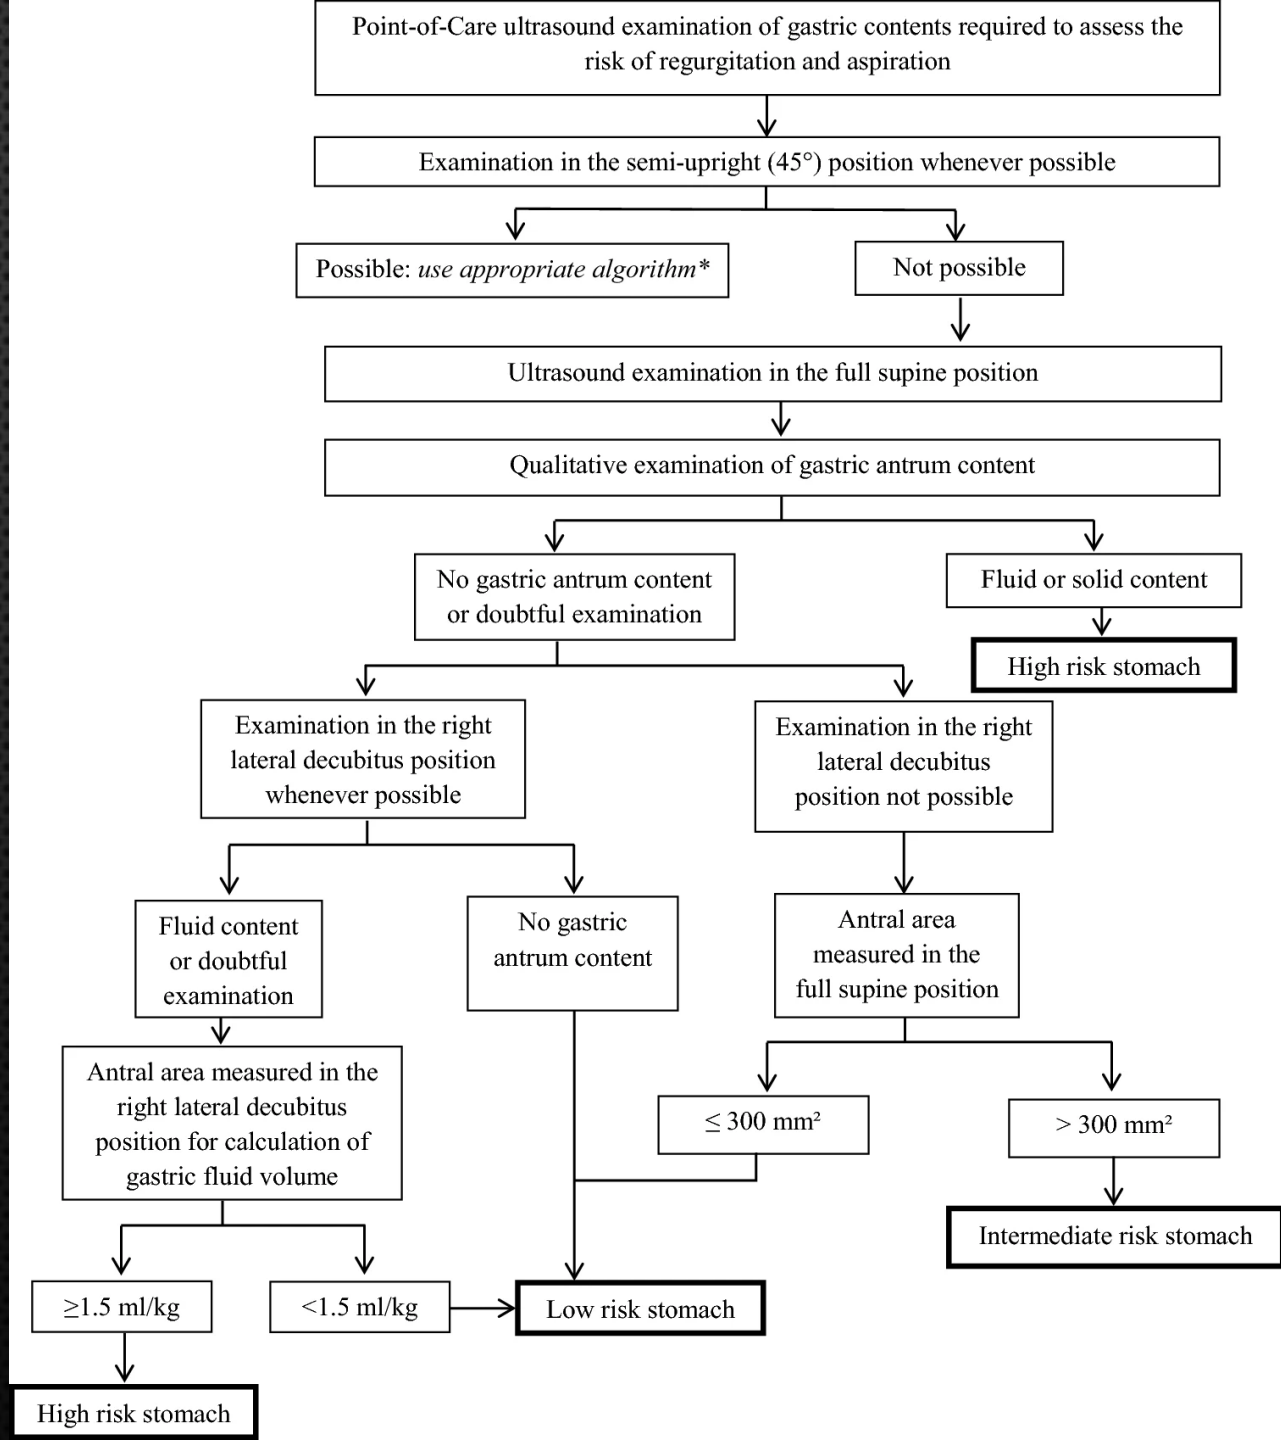 Point-of-Care ultrasound examination of gastric contents required to assess the
risk of regurgitation and aspiration
Examination in the semi-upright (45°) position whenever possible
Possible: use appropriate algorithm*
Not possible
Ultrasound examination in the full supine position
Qualitative examination of gastric antrum content
No gastric antrum content
or doubtful examination
Fluid or solid content
High risk stomach
Examination in the right
lateral decubitus position
whenever possible
Examination in the right
lateral decubitus
position not possible
Fluid content
or doubtful
examination
No gastric
antrum content
Antral area
measured in the
full supine position
Antral area measured in the
right lateral decubitus
position for calculation of
gastric fluid volume
≤ 300 mm²
> 300 mm²
Intermediate risk stomach
≥1.5 ml/kg
<1.5 ml/kg
Low risk stomach
High risk stomach